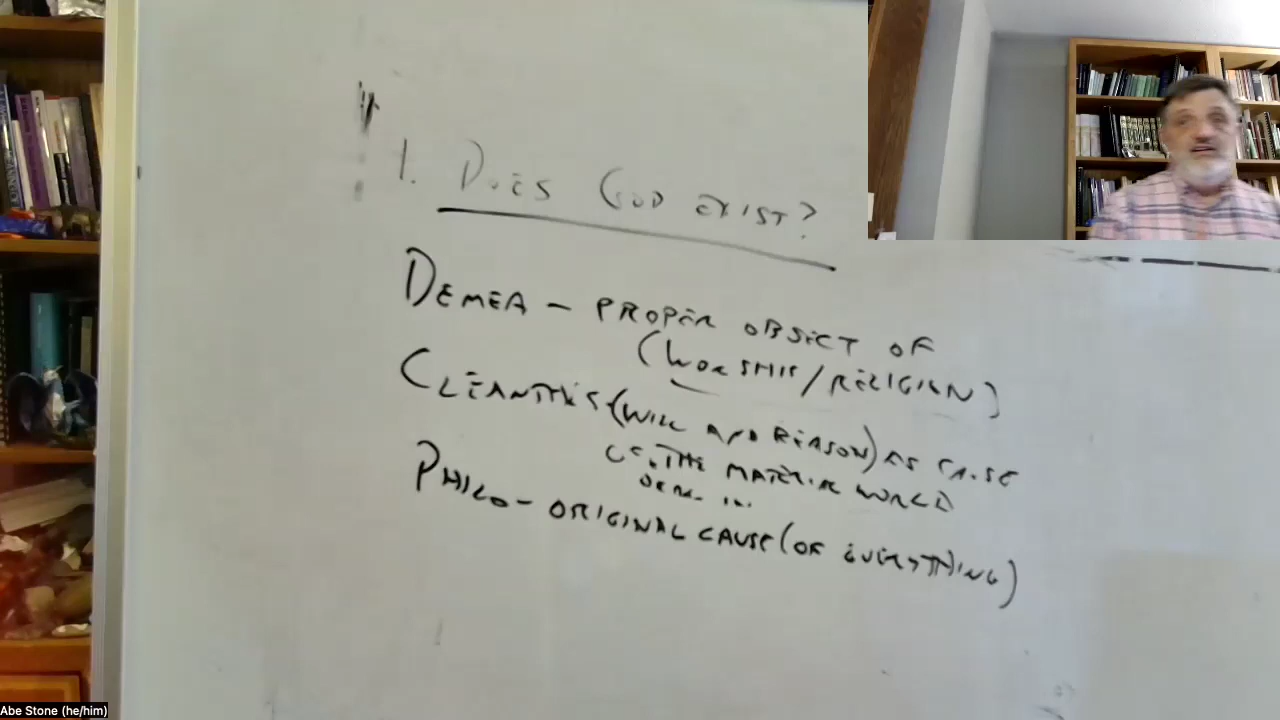 1. DOES GOD EXIST?
DEMEA – PROPER OBJECT OF
(WORSHIP/RELIGION)
CLEANTHES (WILL AND REASON) AS CAUSE
OF THE MATERIAL WORLD
PHILO – ORIGINAL CAUSE (OF EVERYTHING)
Abe Stone (he/him)